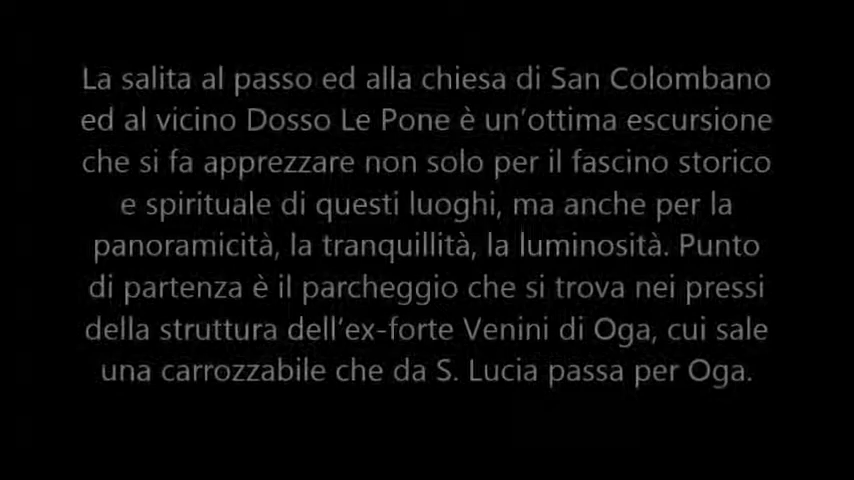 La salita al passo ed alla chiesa di San Colombano
ed al vicino Dosso Le Pone è un’ottima escursione
che si fa apprezzare non solo per il fascino storico
e spirituale di questi luoghi, ma anche per la
panoramicità, la tranquillità, la luminosità. Punto
di partenza è il parcheggio che si trova nei pressi
della struttura dell’ex-forte Venini di Oga, cui sale
una carrozzabile che da S. Lucia passa per Oga.